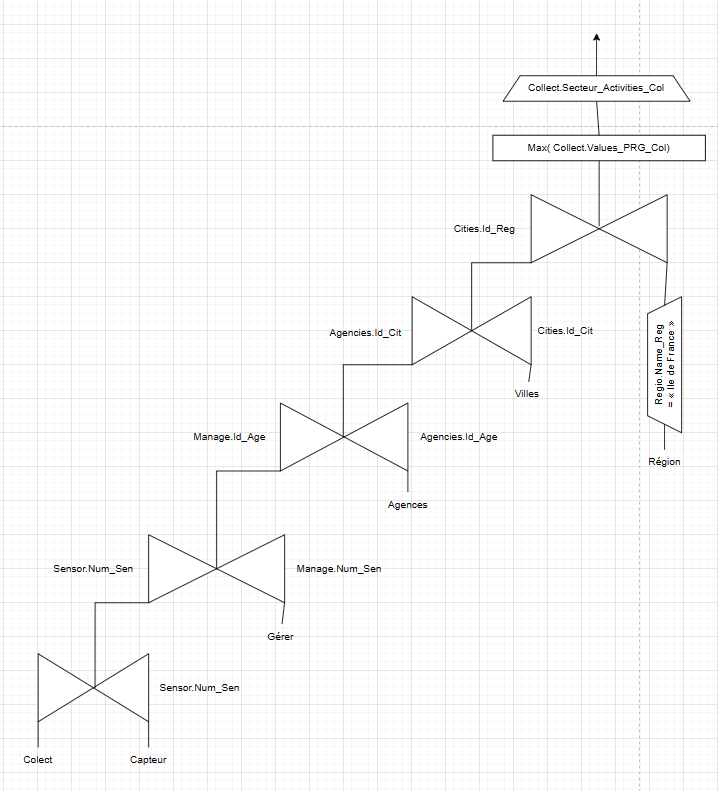 Collect.Secteur_Activities_Col
Max( Collect.Values_PRG_Col)
Cities.Id_Reg
Agencies.Id_Cit
Cities.Id_Cit
Regio.Name_Reg
= « Ile de France »
Villes
Manage.Id_Age
Agencies.Id_Age
Région
Agences
Sensor.Num_Sen
Manage.Num_Sen
Gérer
Sensor.Num_Sen
Colect
Capteur